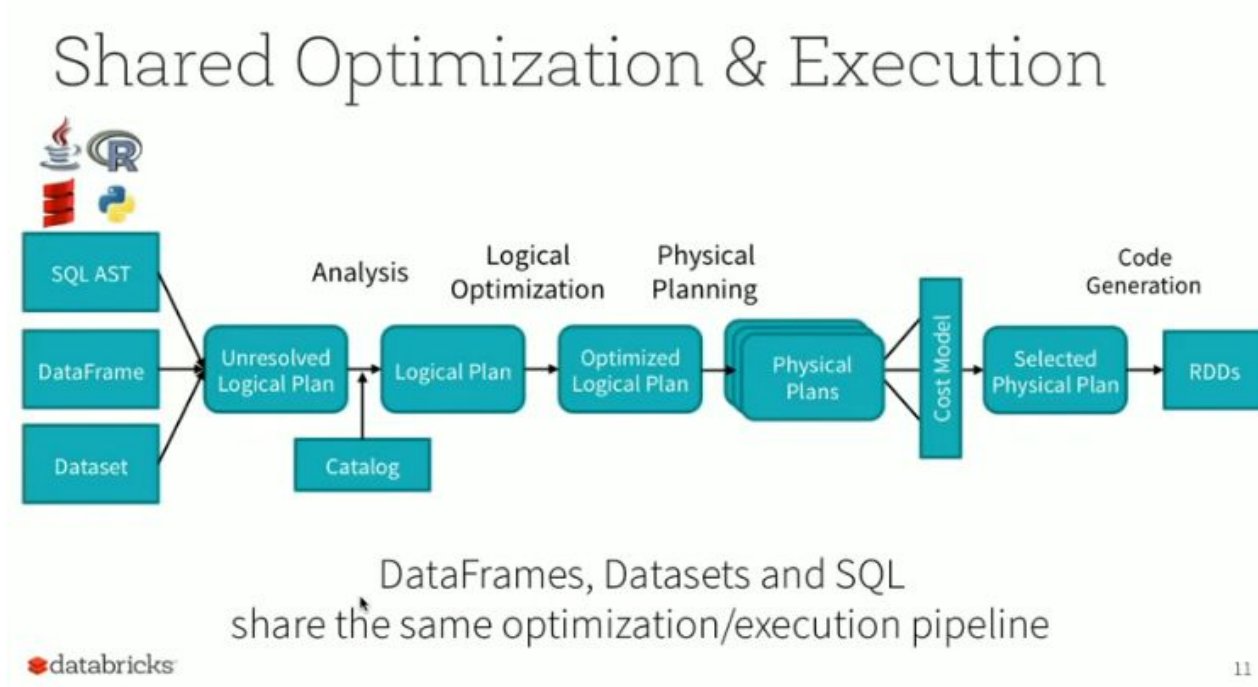 Shared Optimization & Execution
R
SQL AST
DataFrame
Dataset
Unresolved
Logical Plan
Analysis
Catalog
Logical Plan
Logical
Optimization
Optimized
Logical Plan
Physical
Planning
Physical
Plans
Cost Model
Selected
Physical Plan
Code
Generation
RDDs
DataFrames, Datasets and SQL
share the same optimization/execution pipeline
databricks
11